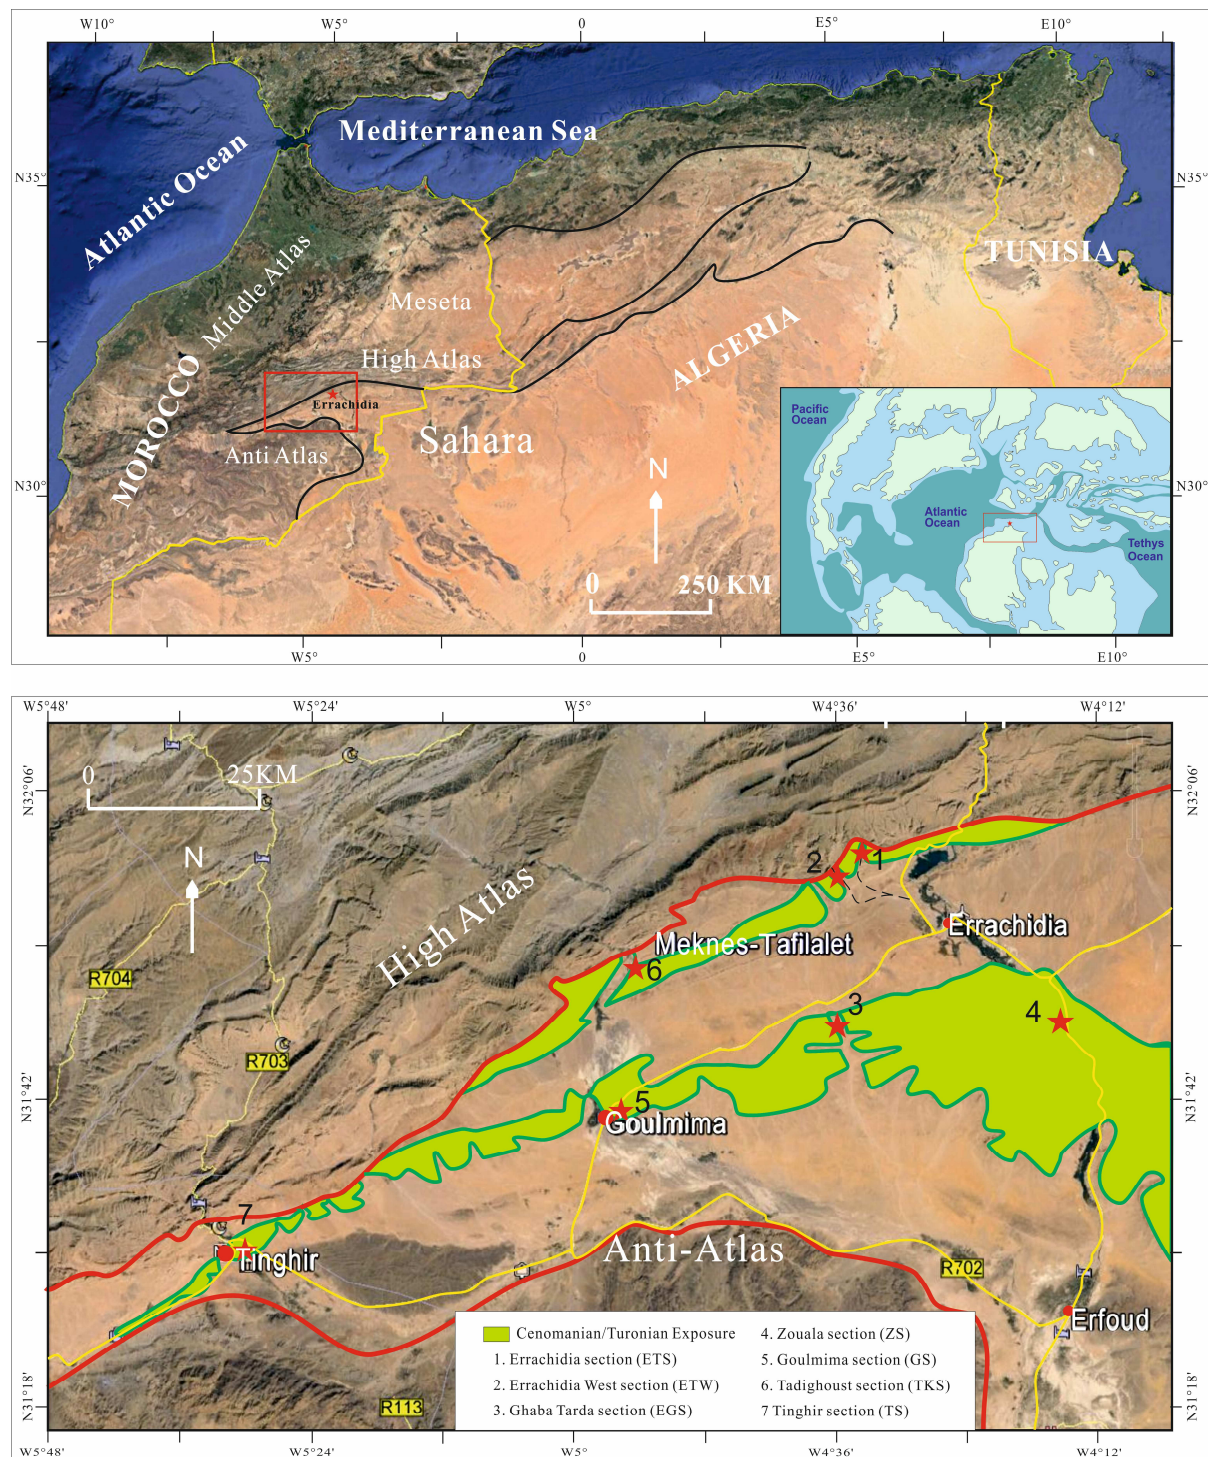 W10°
W5°
0
E5°
E10°
Mediterranean Sea
Atlantic Ocean
N35°
N35°
TUNISIA
Middle Atlas
Meseta
ALGERIA
High Atlas
MOROCCO
Errachidia
Pacific
Ocean
Sahara
Anti Atlas
N
N30°
N30°
Atlantic
Ocean
Tethys
Ocean
0
250 KM
W5°
0
E5°
E10°
W5°48'
W5°24'
W5°
W4°36'
W4°12'
0
25KM
N32°06'
N32°06'
N
2
1
High Atlas
Errachidia
Meknes-Tafilalet
6
R704
3
4
R703
N31°42'
N31°42'
5
Goulmima
7
Tinghir
Anti-Atlas
R702
Erfoud
Cenomanian/Turonian Exposure
1. Errachidia section (ETS)
2. Errachidia West section (ETW)
3. Ghaba Tarda section (EGS)
4. Zouala section (ZS)
5. Goulmima section (GS)
6. Tadighoust section (TKS)
7 Tinghir section (TS)
R113
N31°18'
N31°18'
W5°48'
W5°24'
W5°
W4°36'
W4°12'